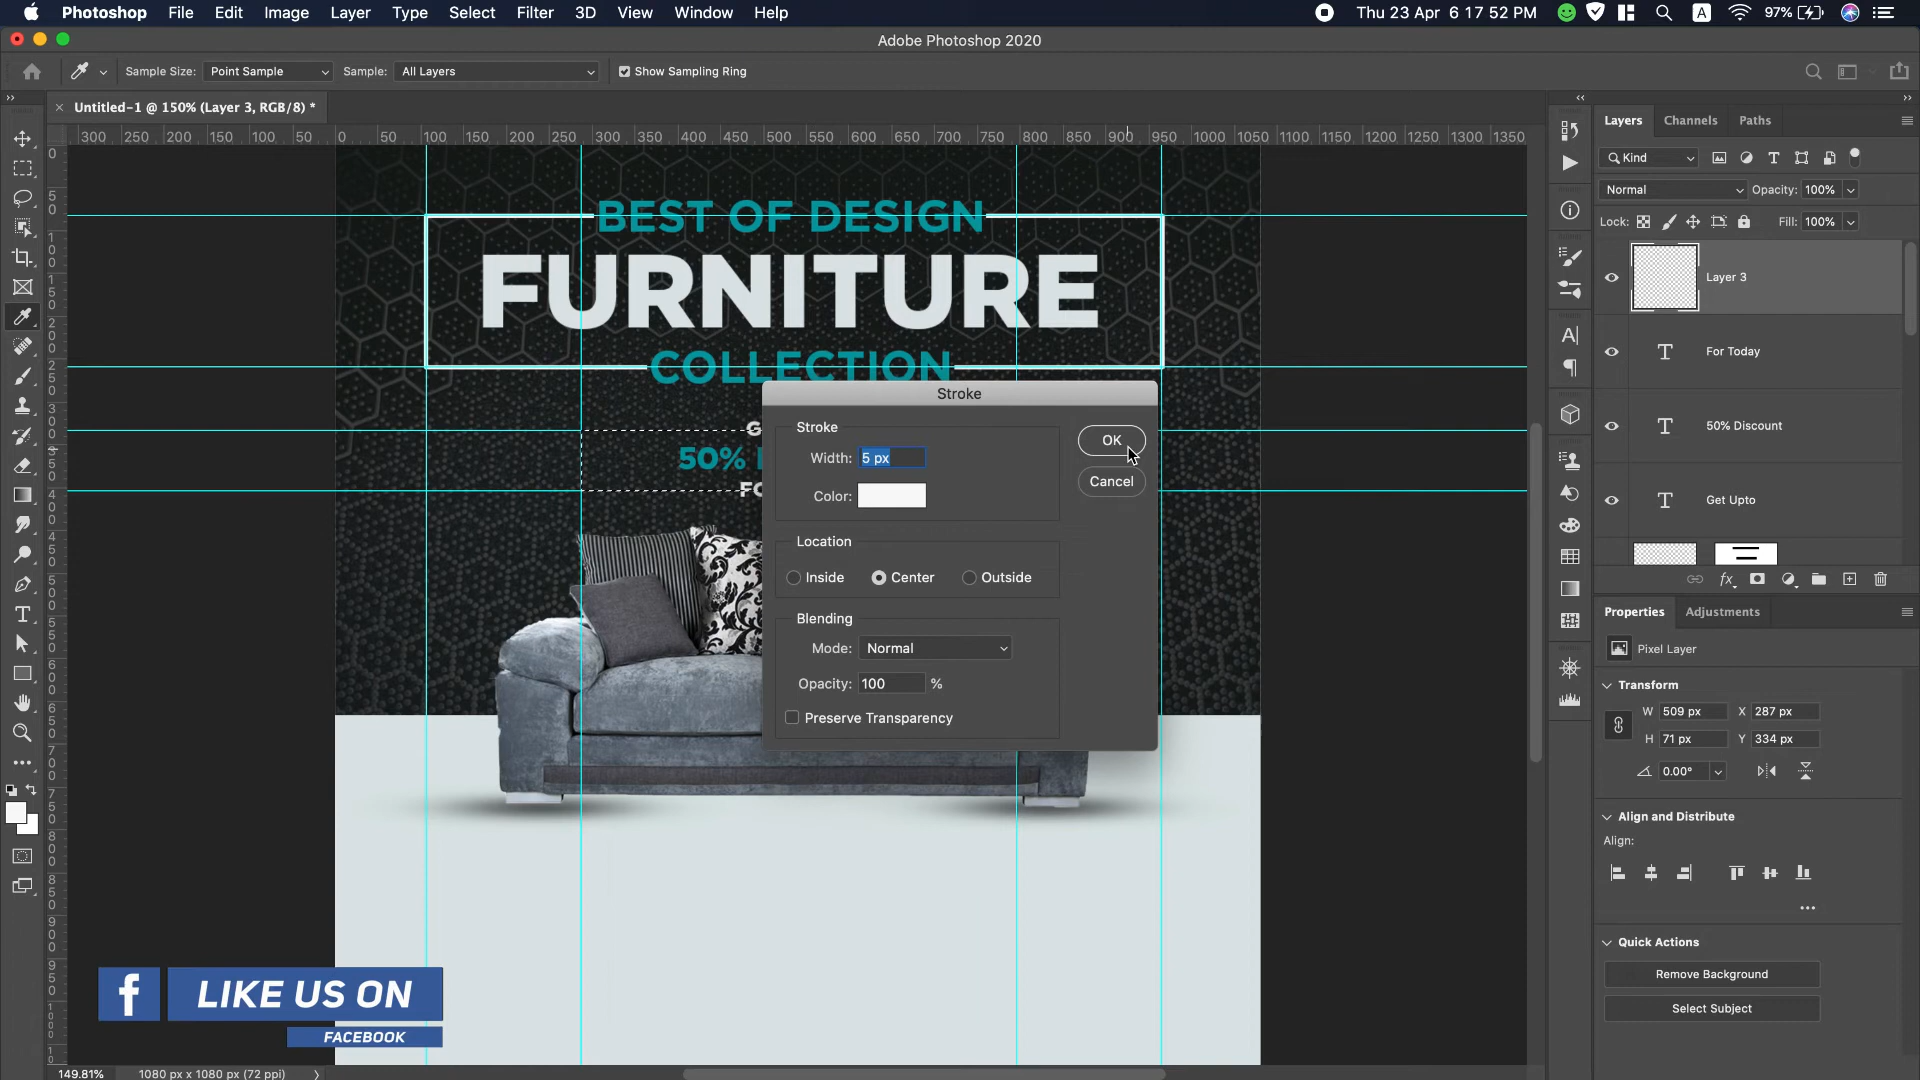 Photoshop File Edit Image Layer Type Select Filter 3D View Window Help
Thu 23 Apr 6 17 52 PM A 97%
Adobe Photoshop 2020
Sample Size: Point Sample Sample: All Layers Show Sampling Ring
Untitled-1 @ 150% (Layer 3, RGB/8) *
300 250 200 150 100 50 0 50 100 150 200 250 300 350 400 450 500 550 600 650 700 750 800 850 900 950 1000 1050 1100 1150 1200 1250 1300 1350
BEST OF DESIGN
FURNITURE
COLLECTION
50%
Stroke
Stroke
Width: 5 px
Color:
OK
Cancel
Location
Inside Center Outside
Blending
Mode: Normal
Opacity: 100 %
Preserve Transparency
f LIKE US ON
FACEBOOK
149.81% 1080 px x 1080 px (72 ppi)
Layers Channels Paths
Kind
Normal Opacity: 100%
Lock: Fill: 100%
Layer 3
T For Today
T 50% Discount
T Get Upto
fx
Properties Adjustments
Pixel Layer
Transform
W 509 px X 287 px
H 71 px Y 334 px
0.00°
Align and Distribute
Align:
Quick Actions
Remove Background
Select Subject